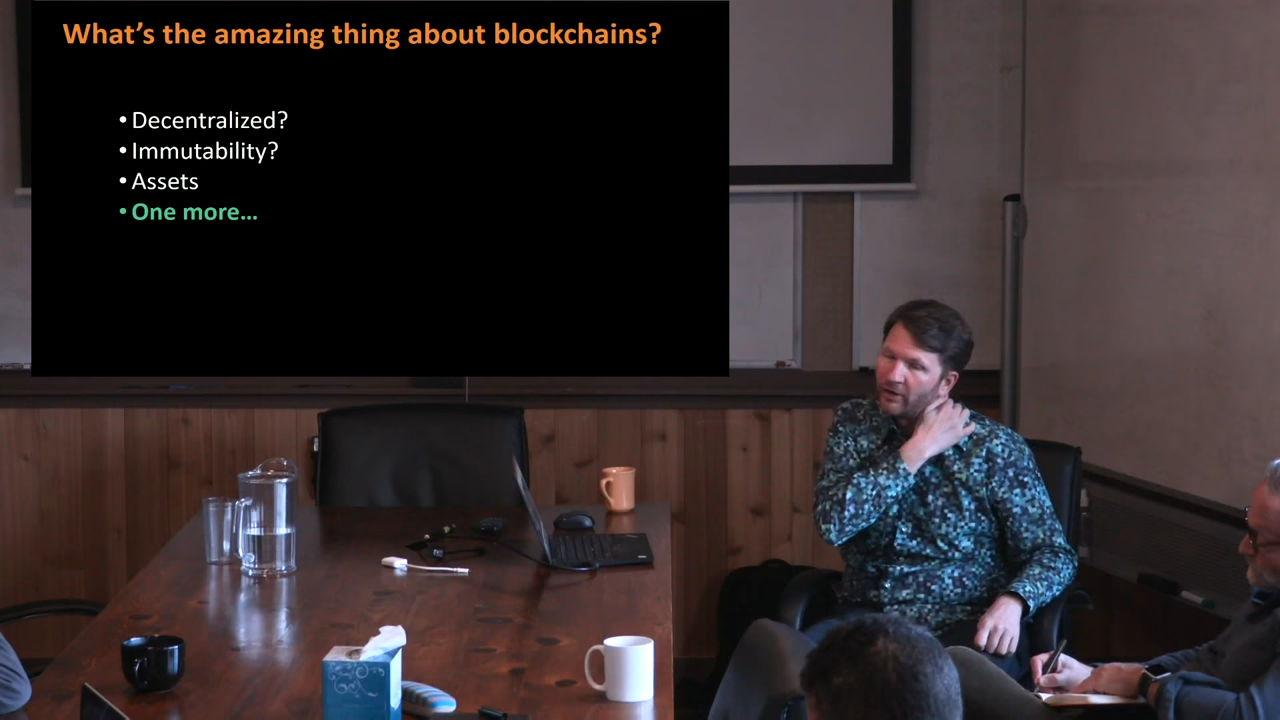 What's the amazing thing about blockchains?
• Decentralized?
• Immutability?
• Assets
• One more…